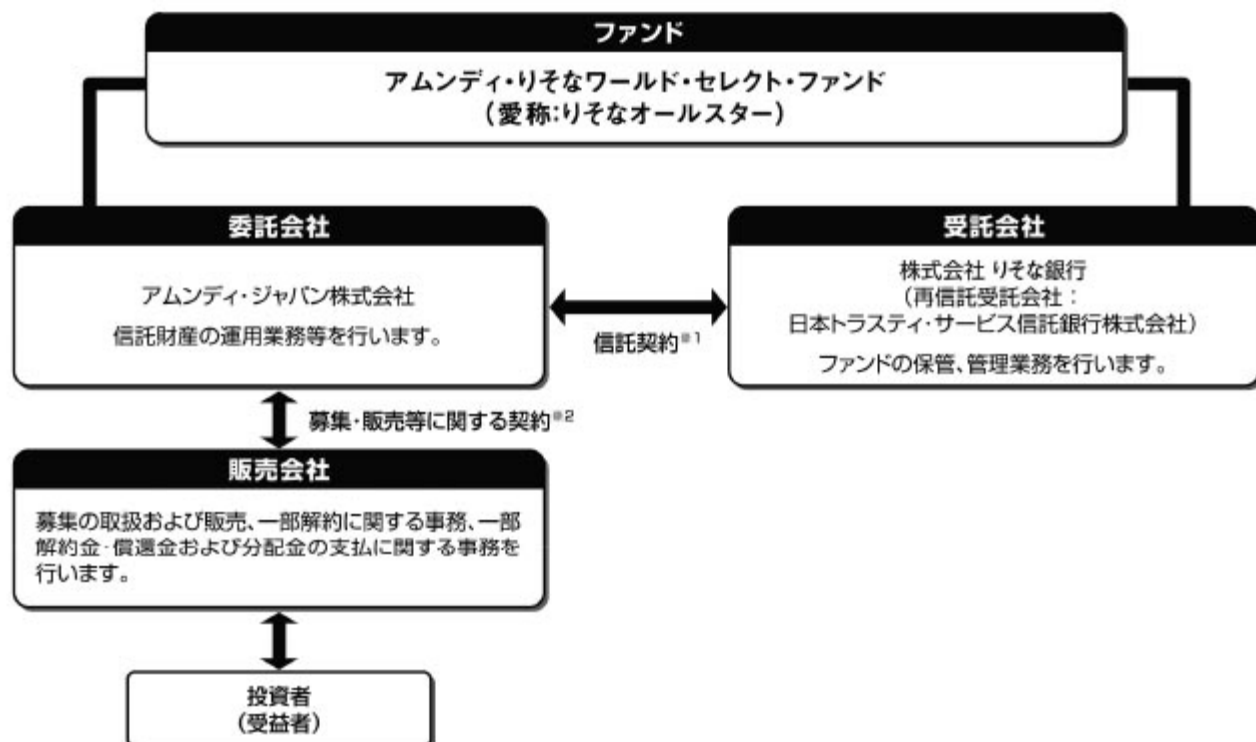 ファンド
アムンディ・りそなワールド・セレクト・ファンド
（愛称：りそなオールスター）
委託会社
アムンディ・ジャパン株式会社
信託財産の運用業務等を行います。
信託契約※1
受託会社
株式会社 りそな銀行
（再信託受託会社：
日本トラスティ・サービス信託銀行株式会社）
ファンドの保管、管理業務を行います。
募集・販売等に関する契約※2
販売会社
募集の取扱および販売、一部解約に関する事務、一部
解約金・償還金および分配金の支払に関する事務を
行います。
投資者
（受益者）